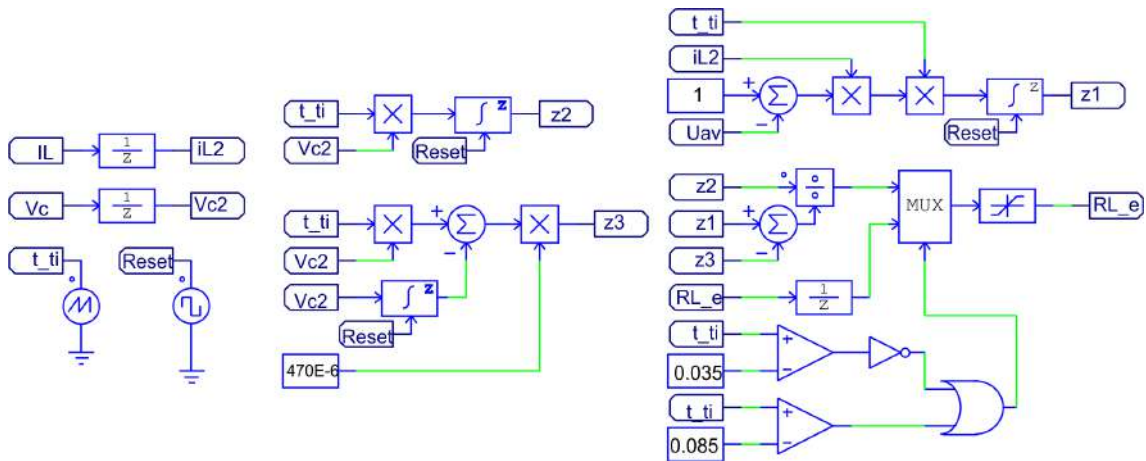 IL
1
z
iL2
Vc
1
z
Vc2
t_ti
Reset
t_ti
Vc2
×
∫ z
Reset
z2
t_ti
Vc2
×
+
Σ
−
×
z3
Vc2
∫ z
Reset
470E-6
t_ti
iL2
1
+
Σ
−
Uav
×
×
∫ z
Reset
z1
z2
÷
÷
z1
+
Σ
−
z3
MUX
RL_e
RL_e
1
z
t_ti
+
−
0.035
t_ti
+
−
0.085